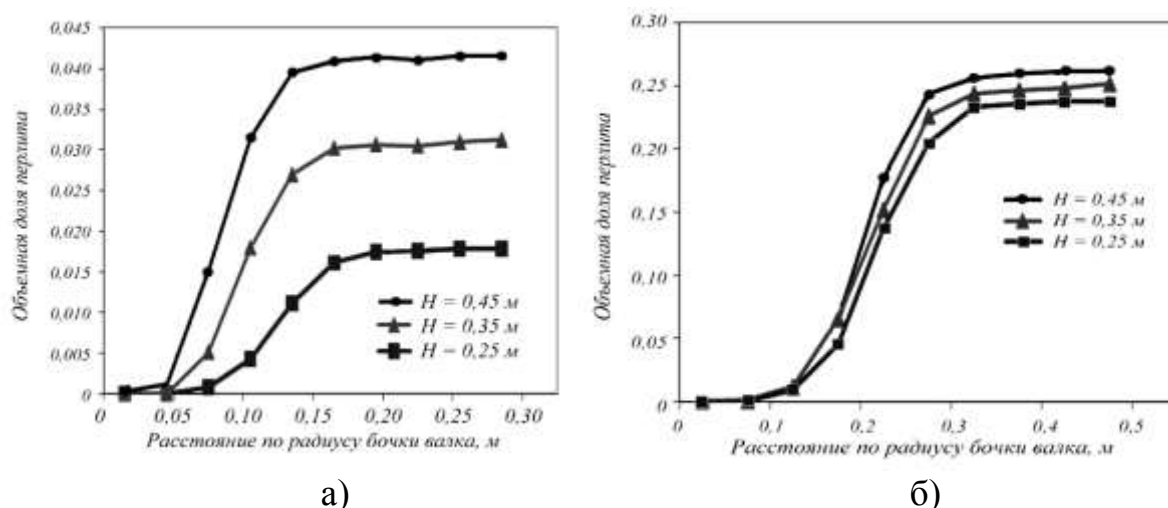 Объемная доля перлита
0,045
0,040
0,035
0,030
0,025
0,020
0,015
0,010
0,005
0
H = 0,45 м
H = 0,35 м
H = 0,25 м
0 0,05 0,10 0,15 0,20 0,25 0,30
Расстояние по радиусу бочки валка, м
а)
Объемная доля перлита
0,30
0,25
0,20
0,15
0,10
0,05
0
H = 0.45 м
H = 0,35 м
H = 0.25 м
0 0,1 0,2 0,3 0,4 0,5
Расстояние по радиусу бочки валка, м
б)